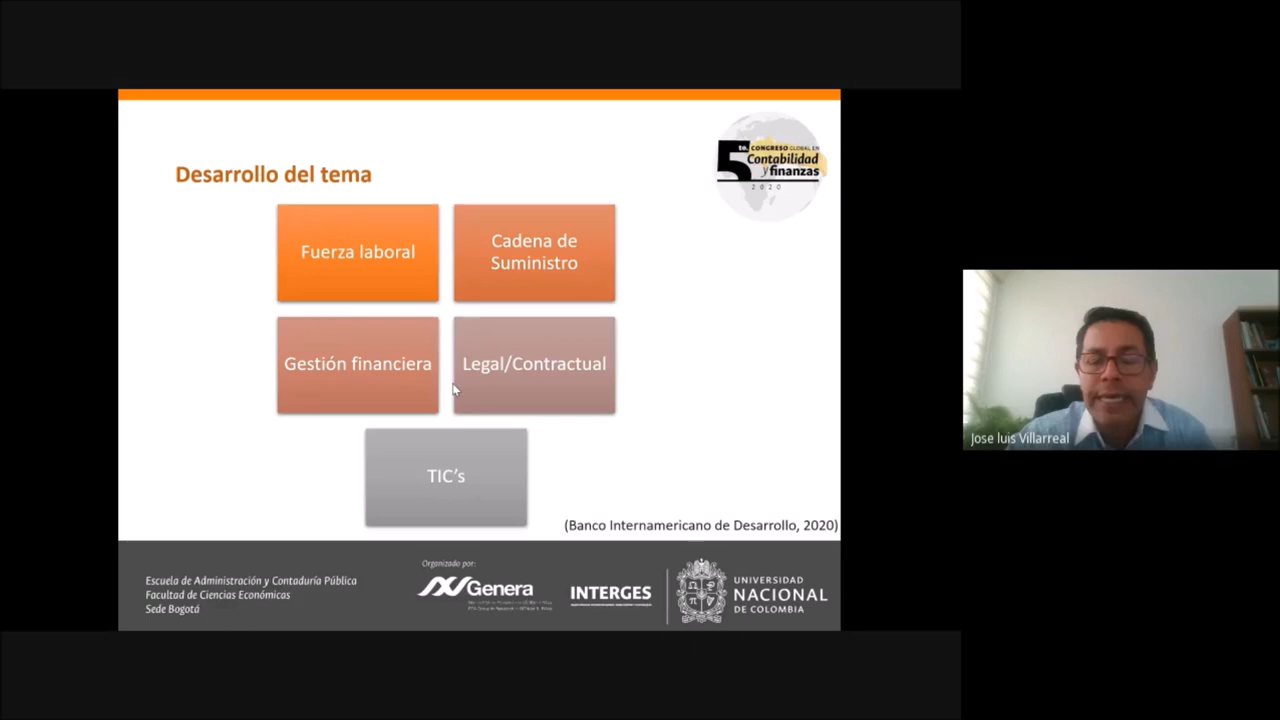 5to. CONGRESO GLOBAL EN
Contabilidad
y finanzas
2020
Desarrollo del tema
Fuerza laboral
Cadena de
Suministro
Gestión financiera
Legal/Contractual
TIC's
(Banco Internamericano de Desarrollo, 2020)
Jose luis Villarreal
Escuela de Administración y Contaduría Pública
Facultad de Ciencias Económicas
Sede Bogotá
Organizado por:
Genera
INTERGES
UNIVERSIDAD
NACIONAL
DE COLOMBIA